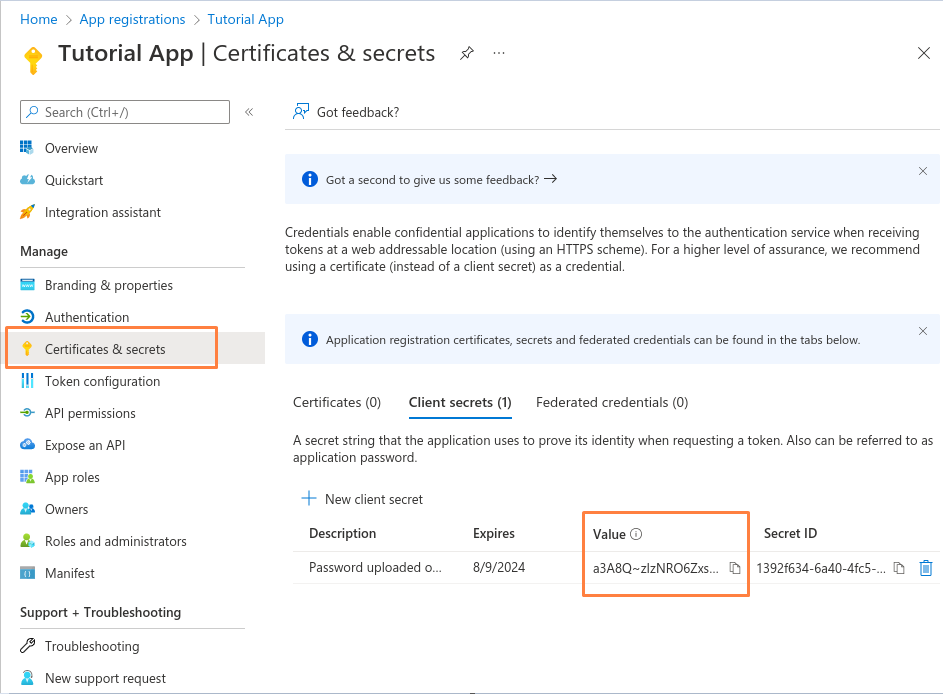 Home > App registrations > Tutorial App
Tutorial App | Certificates & secrets ...
Search (Ctrl+/)
«
Overview
Quickstart
Integration assistant
Manage
Branding & properties
Authentication
Certificates & secrets
Token configuration
API permissions
Expose an API
App roles
Owners
Roles and administrators
Manifest
Support + Troubleshooting
Troubleshooting
New support request
Got feedback?
Got a second to give us some feedback? →
Credentials enable confidential applications to identify themselves to the authentication service when receiving
tokens at a web addressable location (using an HTTPS scheme). For a higher level of assurance, we recommend
using a certificate (instead of a client secret) as a credential.
Application registration certificates, secrets and federated credentials can be found in the tabs below.
Certificates (0) Client secrets (1) Federated credentials (0)
A secret string that the application uses to prove its identity when requesting a token. Also can be referred to as
application password.
New client secret
Description Expires Value Secret ID
Password uploaded o... 8/9/2024 a3A8Q~zIzNRO6Zxs... 1392f634-6a40-4fc5-...